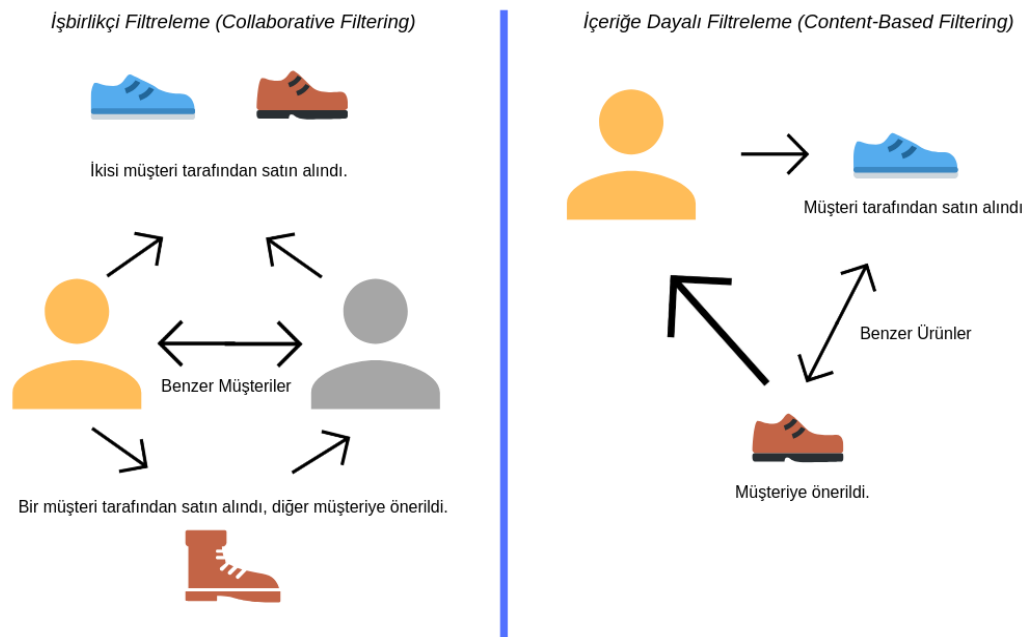 İşbirlikçi Filtreleme (Collaborative Filtering)
İkisi müşteri tarafından satın alındı.
Benzer Müşteriler
Bir müşteri tarafından satın alındı, diğer müşteriye önerildi.
İçeriğe Dayalı Filtreleme (Content-Based Filtering)
Müşteri tarafından satın alındı
Benzer Ürünler
Müşteriye önerildi.